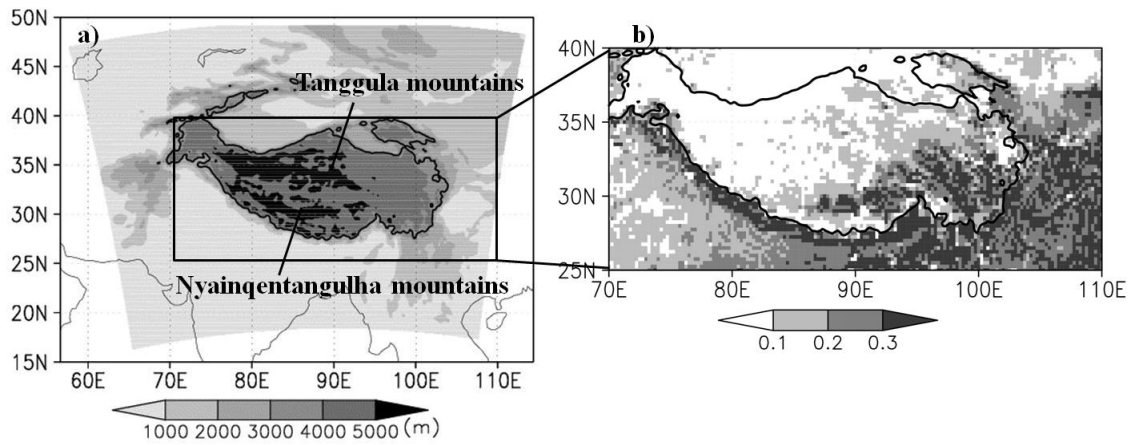 a)
50N
45N
40N
35N
30N
25N
20N
15N
60E 70E 80E 90E 100E 110E
Tanggula mountains
Nyainqentangulha mountains
1000 2000 3000 4000 5000 (m)
b)
40N
35N
30N
25N
70E 80E 90E 100E 110E
0.1 0.2 0.3